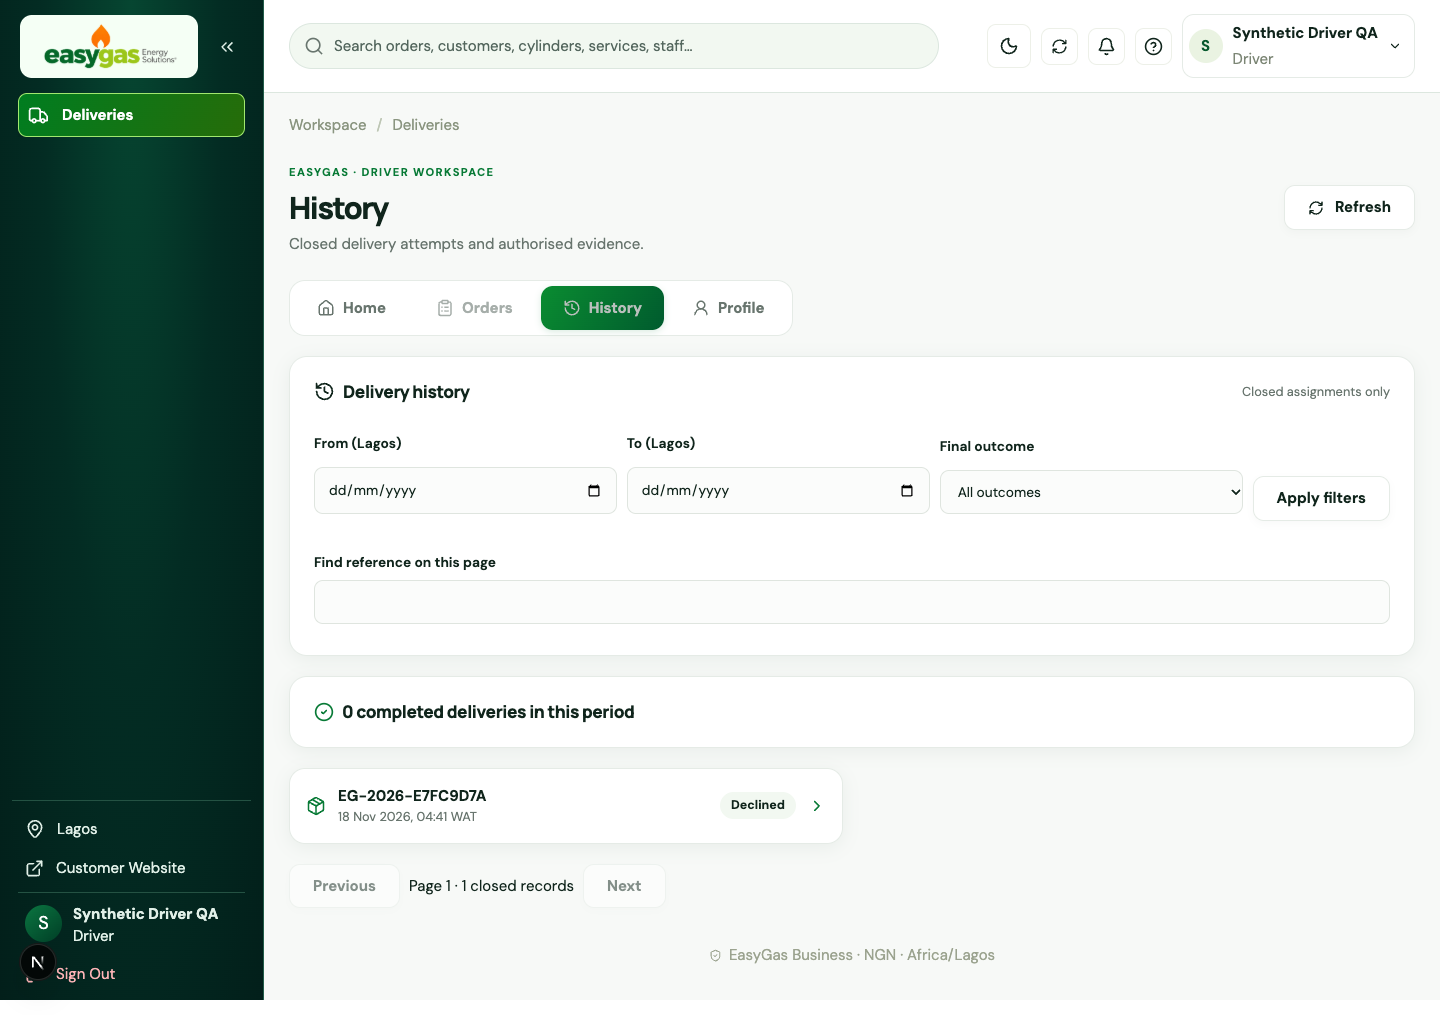 easygas Energy Solutions
Search orders, customers, cylinders, services, staff...
S
Synthetic Driver QA
Driver
Deliveries
Workspace / Deliveries
EASYGAS · DRIVER WORKSPACE
History
Closed delivery attempts and authorised evidence.
Refresh
Home
Orders
History
Profile
Delivery history
Closed assignments only
From (Lagos)
To (Lagos)
Final outcome
dd/mm/yyyy
dd/mm/yyyy
All outcomes
Apply filters
Find reference on this page
0 completed deliveries in this period
EG-2026-E7FC9D7A
18 Nov 2026, 04:41 WAT
Declined
Previous
Page 1 · 1 closed records
Next
EasyGas Business · NGN · Africa/Lagos
Lagos
Customer Website
S
Synthetic Driver QA
Driver
N
Sign Out